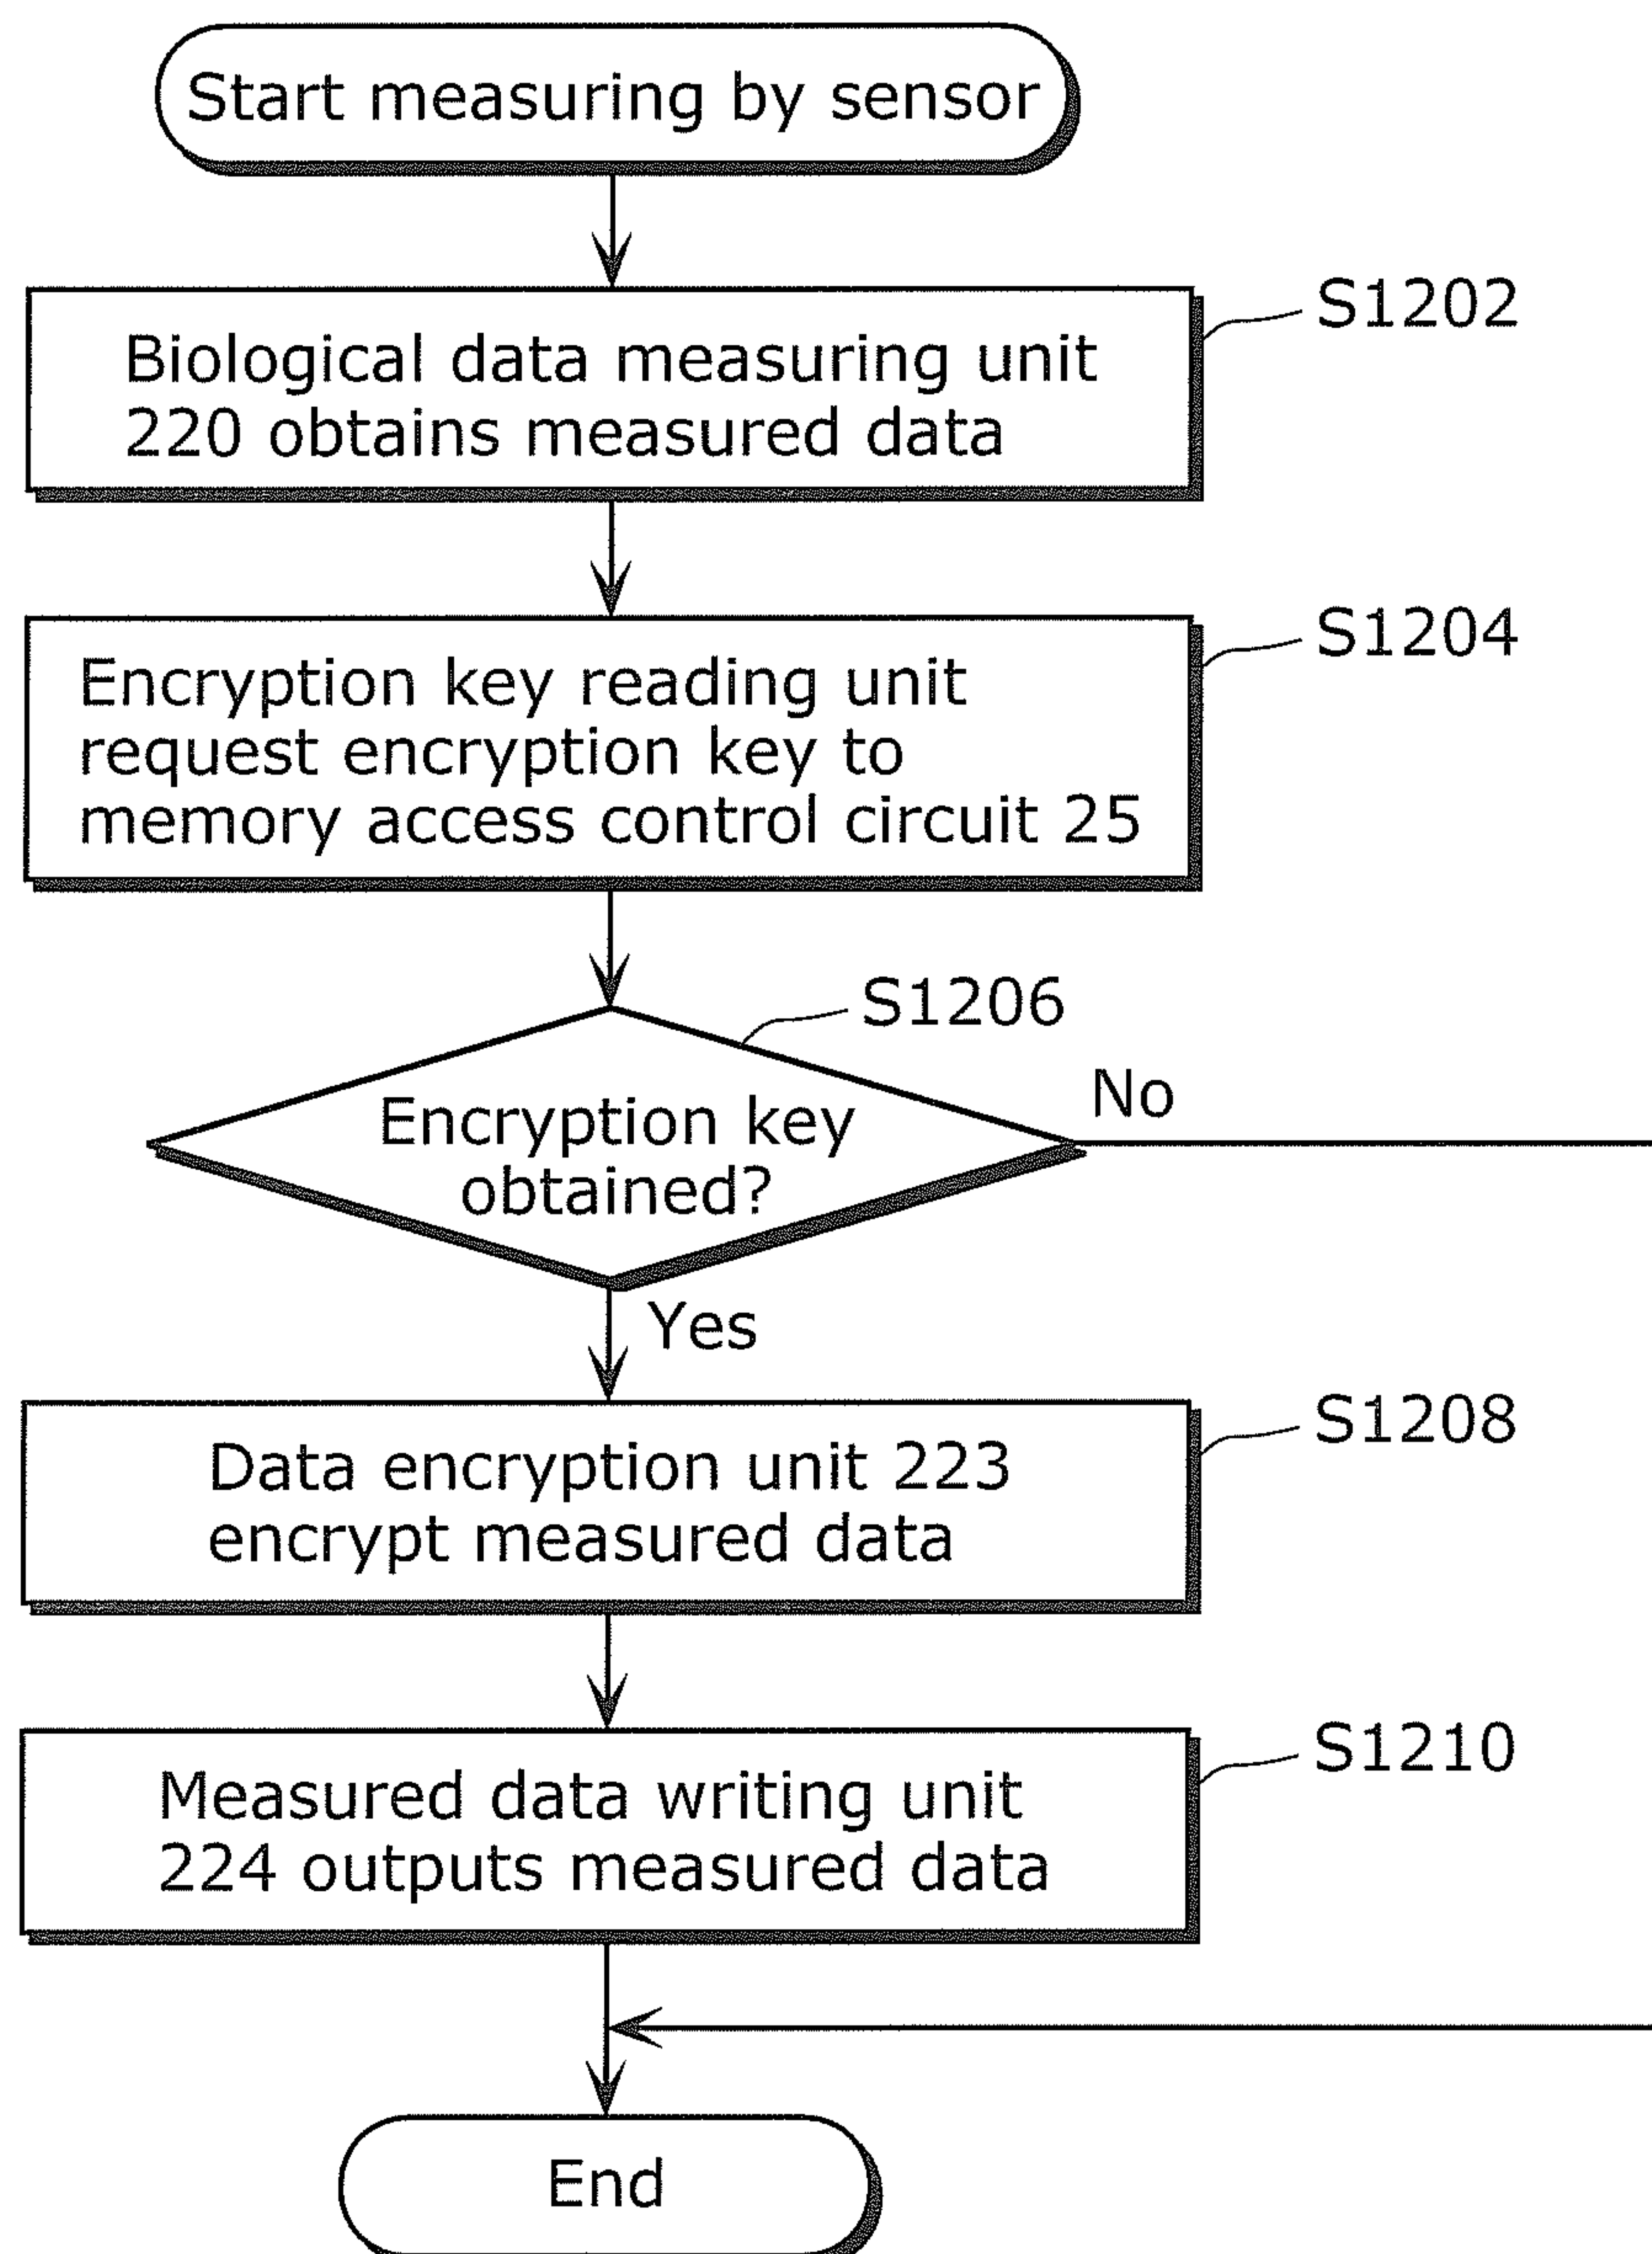 Start measuring by sensor
S1202
Biological data measuring unit
220 obtains measured data
S1204
Encryption key reading unit
request encryption key to
memory access control circuit 25
S1206
No
Encryption key
obtained?
Yes
S1208
Data encryption unit 223
encrypt measured data
S1210
Measured data writing unit
224 outputs measured data
End